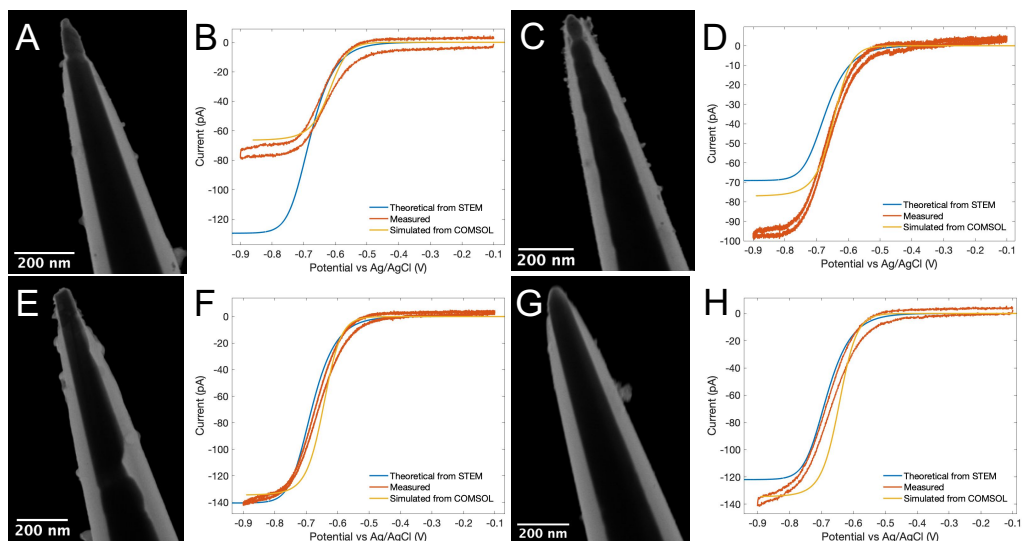 A
200 nm
B
0
-20
-40
-60
-80
-100
-120
Current (pA)
Theoretical from STEM
Measured
Simulated from COMSOL
-0.9 -0.8 -0.7 -0.6 -0.5 -0.4 -0.3 -0.2 -0.1
Potential vs Ag/AgCl (V)
C
200 nm
D
0
-10
-20
-30
-40
-50
-60
-70
-80
-90
-100
Current (pA)
Theoretical from STEM
Measured
Simulated from COMSOL
-0.9 -0.8 -0.7 -0.6 -0.5 -0.4 -0.3 -0.2 -0.1
Potential vs Ag/AgCl (V)
E
200 nm
F
0
-20
-40
-60
-80
-100
-120
-140
Current (pA)
Theoretical from STEM
Measured
Simulated from COMSOL
-0.9 -0.8 -0.7 -0.6 -0.5 -0.4 -0.3 -0.2 -0.1
Potential vs Ag/AgCl (V)
G
200 nm
H
0
-20
-40
-60
-80
-100
-120
-140
Current (pA)
Theoretical from STEM
Measured
Simulated from COMSOL
-0.9 -0.8 -0.7 -0.6 -0.5 -0.4 -0.3 -0.2 -0.1
Potential vs Ag/AgCl (V)